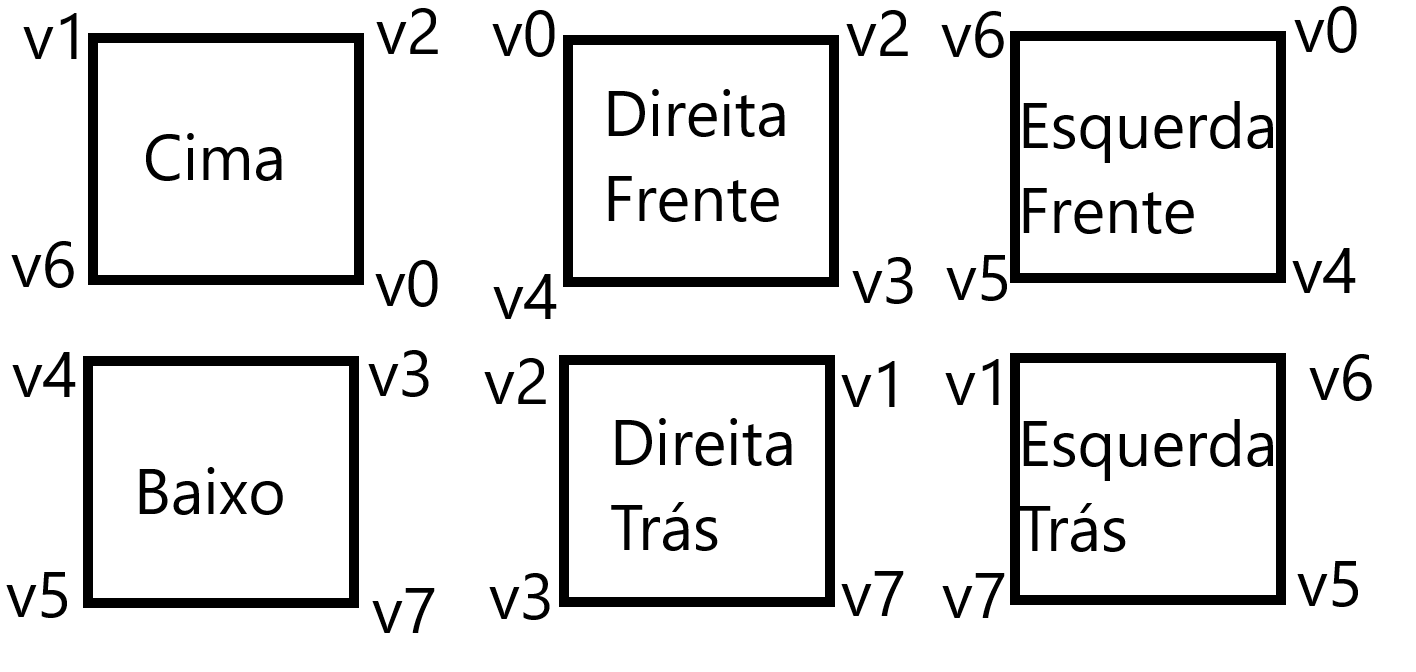 v1 v2
Cima
v6 v0
v0 v2
Direita
Frente
v4 v3
v6 v0
Esquerda
Frente
v5 v4
v4 v3
Baixo
v5 v7
v2 v1
Direita
Trás
v3 v7
v1 v6
Esquerda
Trás
v7 v5